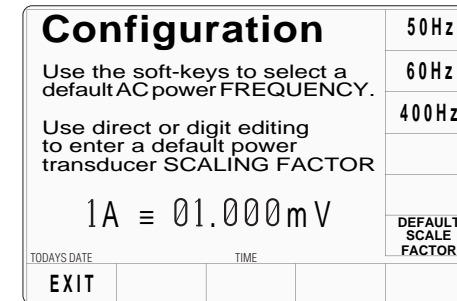 Configuration
50Hz
Use the soft-keys to select a
default AC power FREQUENCY.
60Hz
400Hz
Use direct or digit editing
to enter a default power
transducer SCALING FACTOR
1A ≡ 01.000mV
DEFAULT
SCALE
FACTOR
TODAYS DATE
TIME
EXIT